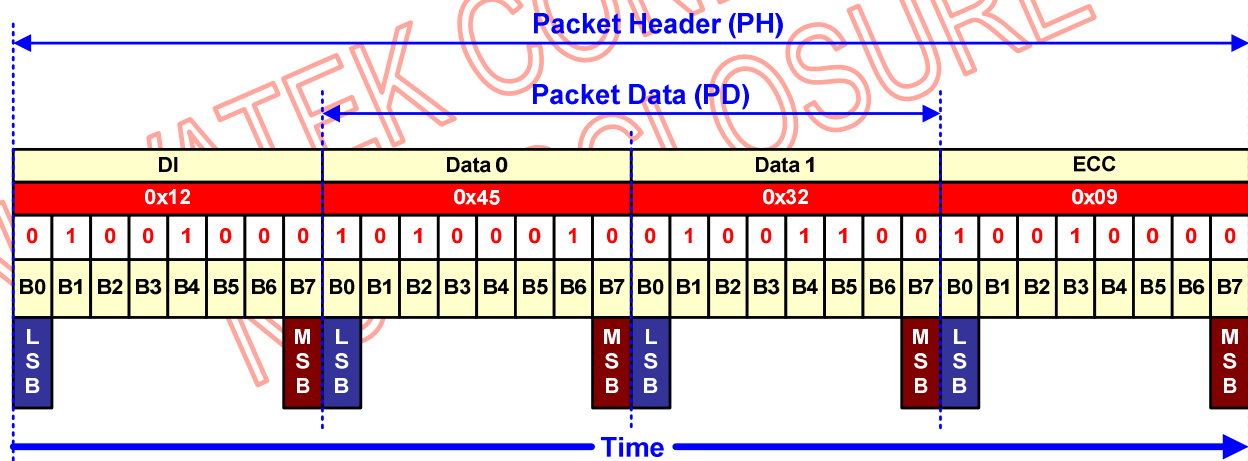 Packet Header (PH)
Packet Data (PD)
DI Data 0 Data 1 ECC
0x12 0x45 0x32 0x09
0 1 0 0 1 0 0 0 1 0 1 0 0 0 1 0 0 1 0 0 1 1 0 0 1 0 0 1 0 0 0 0
B0 B1 B2 B3 B4 B5 B6 B7 B0 B1 B2 B3 B4 B5 B6 B7 B0 B1 B2 B3 B4 B5 B6 B7 B0 B1 B2 B3 B4 B5 B6 B7
LSB MSB LSB MSB LSB MSB LSB MSB
Time